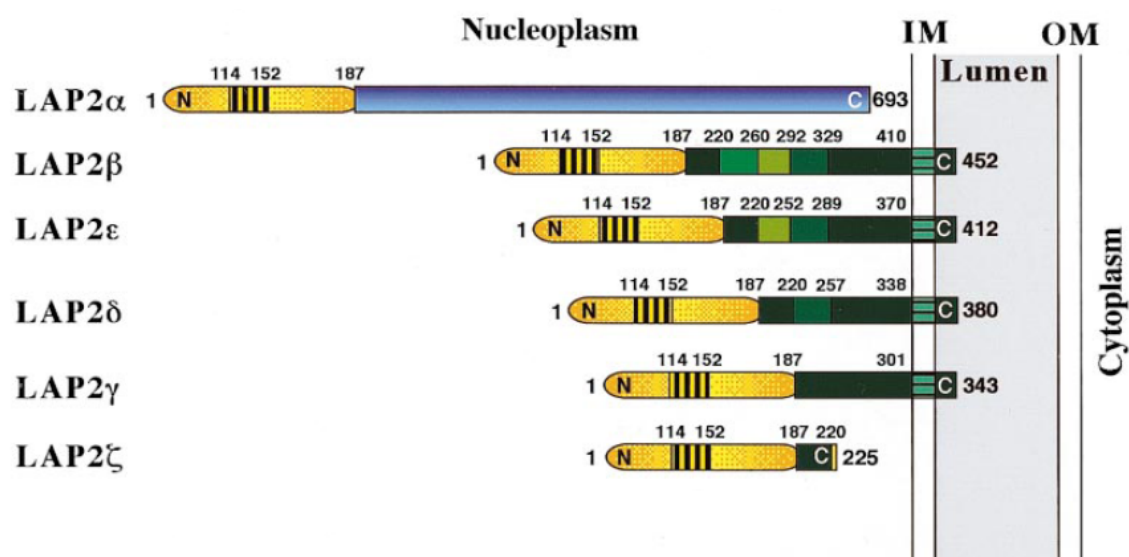 Nucleoplasm IM OM
Lumen
114 152 187
LAP2α 1 N C 693
114 152 187 220 260 292 329 410
LAP2β 1 N C 452
114 152 187 220 252 289 370
LAP2ε 1 N C 412
114 152 187 220 257 338
LAP2δ 1 N C 380
114 152 187 301
LAP2γ 1 N C 343
114 152 187 220
LAP2ζ 1 N C 225
Cytoplasm